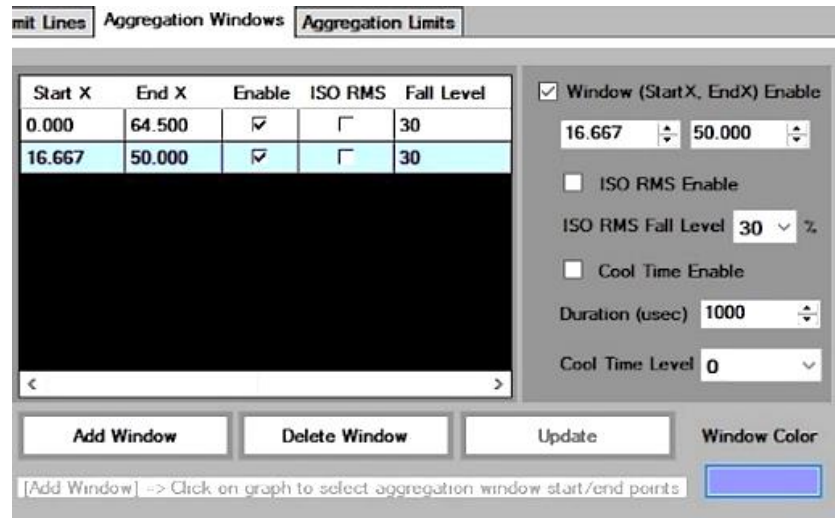 mit Lines Aggregation Windows Aggregation Limits
Start X End X Enable ISO RMS Fall Level
0.000 64.500 30
16.667 50.000 30
Window (StartX, EndX) Enable
16.667 50.000
ISO RMS Enable
ISO RMS Fall Level 30 %
Cool Time Enable
Duration (usec) 1000
Cool Time Level 0
Add Window Delete Window Update Window Color
[Add Window] --> Click on graph to select aggregation window start/end points